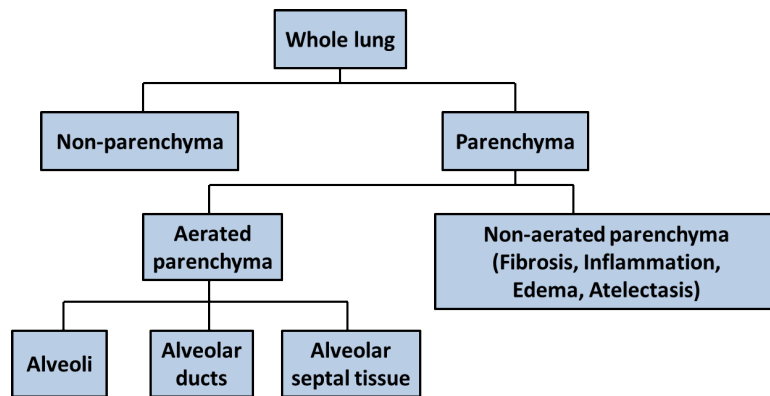 Whole lung
Non-parenchyma
Parenchyma
Aerated
parenchyma
Non-aerated parenchyma
(Fibrosis, Inflammation,
Edema, Atelectasis)
Alveoli
Alveolar
ducts
Alveolar
septal tissue